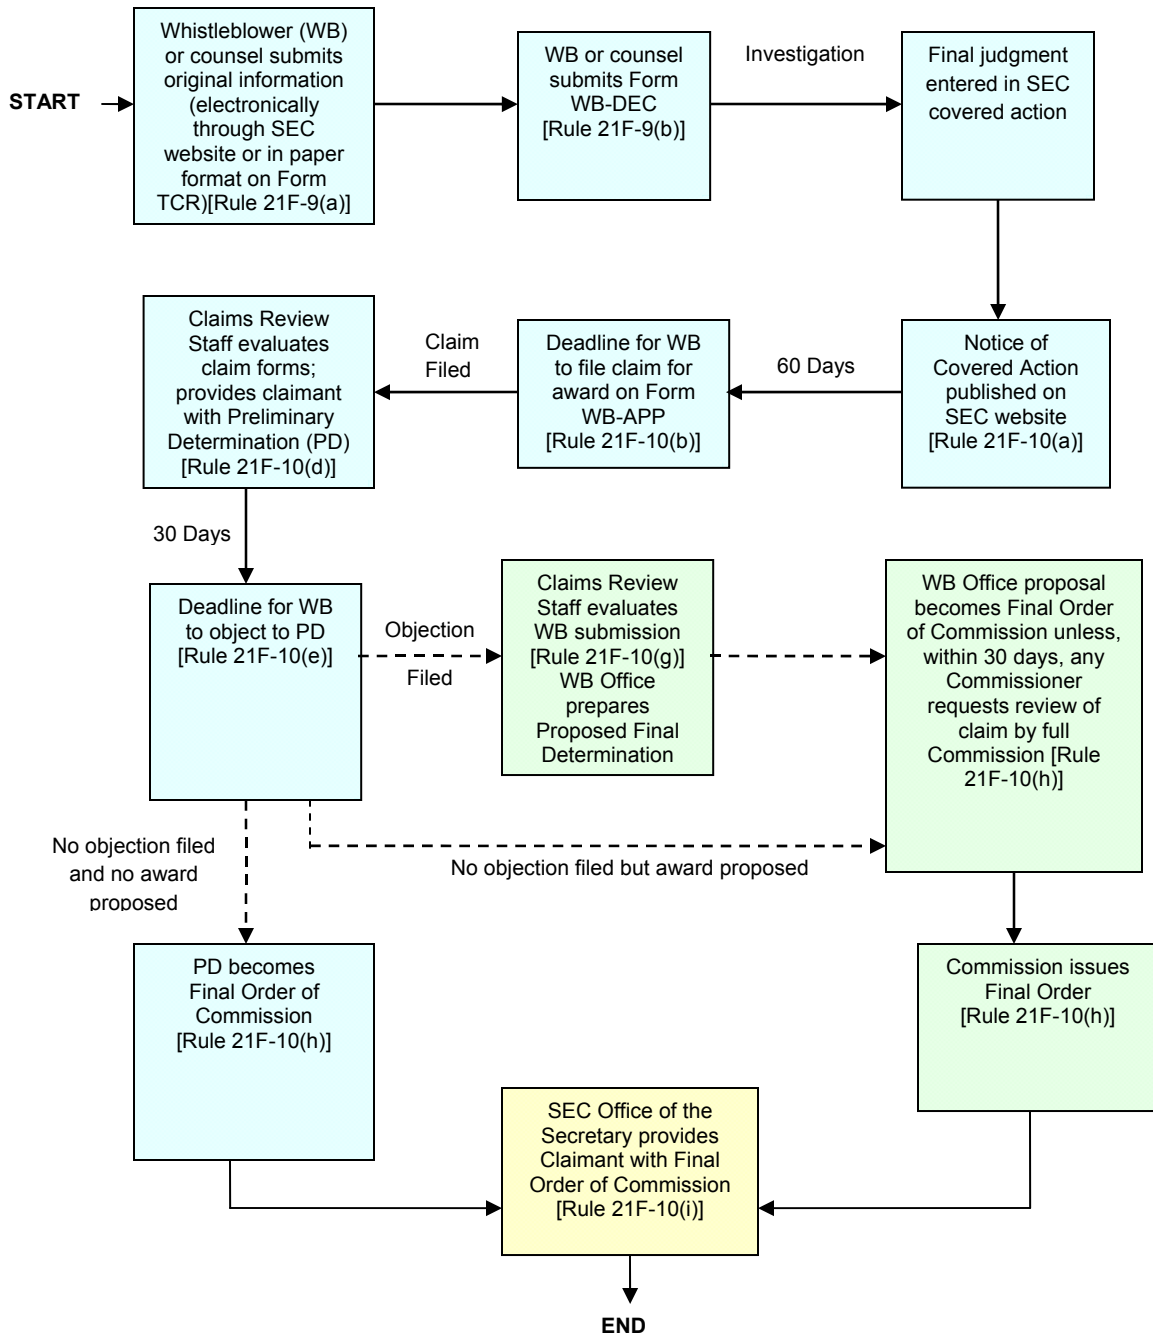 START
Whistleblower (WB)
or counsel submits
original information
(electronically
through SEC
website or in paper
format on Form
TCR)[Rule 21F-9(a)]
WB or counsel
submits Form
WB-DEC
[Rule 21F-9(b)]
Investigation
Final judgment
entered in SEC
covered action
Notice of
Covered Action
published on
SEC website
[Rule 21F-10(a)]
60 Days
Deadline for WB
to file claim for
award on Form
WB-APP
[Rule 21F-10(b)]
Claim
Filed
Claims Review
Staff evaluates
claim forms;
provides claimant
with Preliminary
Determination (PD)
[Rule 21F-10(d)]
30 Days
Deadline for WB
to object to PD
[Rule 21F-10(e)]
Objection
Filed
Claims Review
Staff evaluates
WB submission
[Rule 21F-10(g)]
WB Office
prepares
Proposed Final
Determination
WB Office proposal
becomes Final Order
of Commission unless,
within 30 days, any
Commissioner
requests review of
claim by full
Commission [Rule
21F-10(h)]
No objection filed
and no award
proposed
No objection filed but award proposed
PD becomes
Final Order of
Commission
[Rule 21F-10(h)]
Commission issues
Final Order
[Rule 21F-10(h)]
SEC Office of the
Secretary provides
Claimant with Final
Order of Commission
[Rule 21F-10(i)]
END